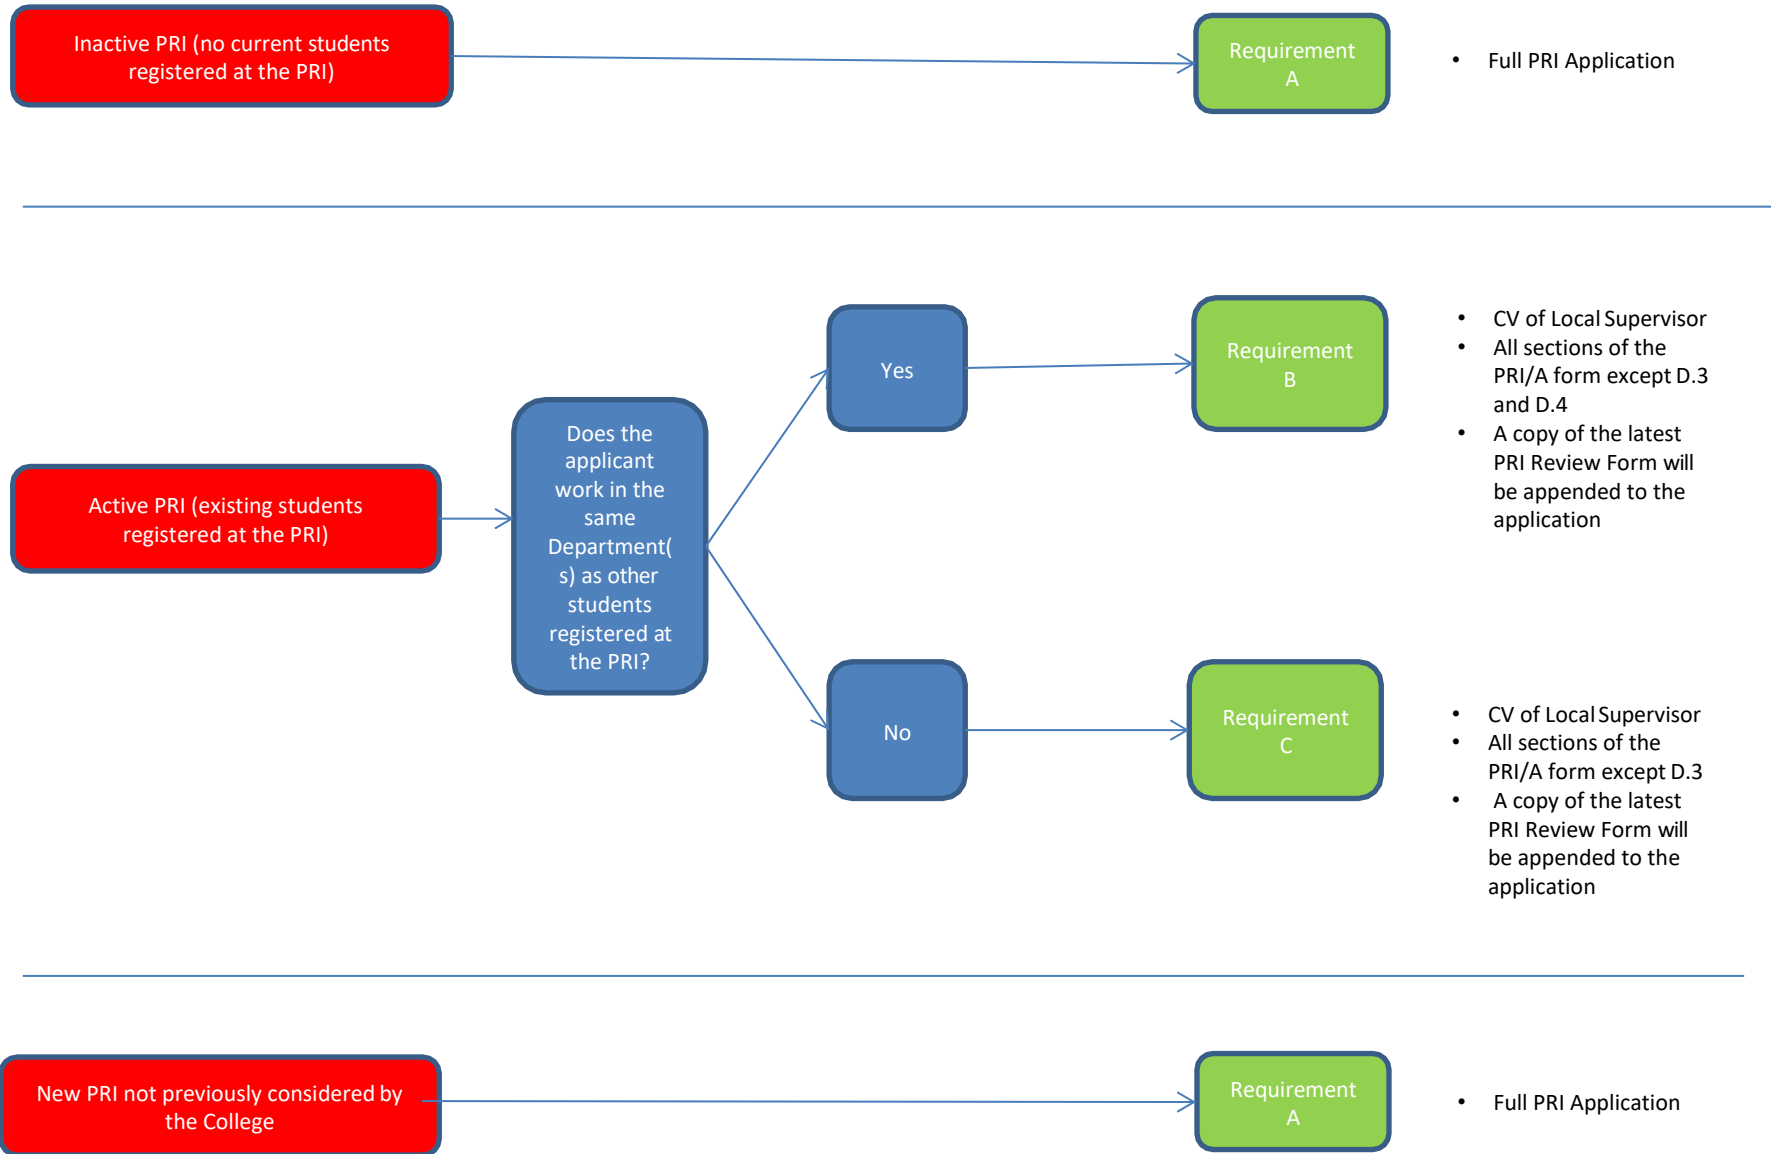 Inactive PRI (no current students
registered at the PRI)
Requirement
A
• Full PRI Application
Active PRI (existing students
registered at the PRI)
Does the
applicant
work in the
same
Department(
s) as other
students
registered at
the PRI?
Yes
Requirement
B
• CV of Local Supervisor
• All sections of the
PRI/A form except D.3
and D.4
• A copy of the latest
PRI Review Form will
be appended to the
application
No
Requirement
C
• CV of Local Supervisor
• All sections of the
PRI/A form except D.3
• A copy of the latest
PRI Review Form will
be appended to the
application
New PRI not previously considered by
the College
Requirement
A
• Full PRI Application